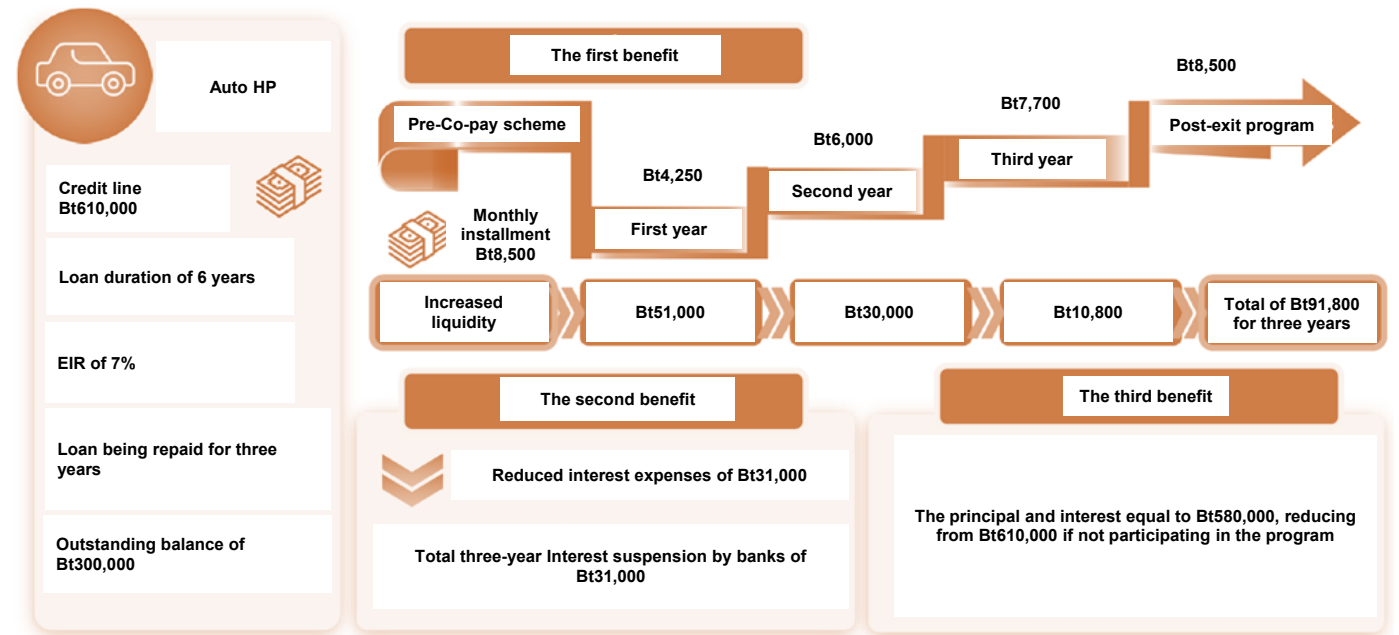 Auto HP
Credit line
Bt610,000
Loan duration of 6 years
EIR of 7%
Loan being repaid for three
years
Outstanding balance of
Bt300,000
The first benefit
Pre-Co-pay scheme
Monthly
installment
Bt8,500
Bt4,250
First year
Bt6,000
Second year
Bt7,700
Third year
Bt8,500
Post-exit program
Increased
liquidity
Bt51,000
Bt30,000
Bt10,800
Total of Bt91,800
for three years
The second benefit
Reduced interest expenses of Bt31,000
Total three-year Interest suspension by banks of
Bt31,000
The third benefit
The principal and interest equal to Bt580,000, reducing
from Bt610,000 if not participating in the program